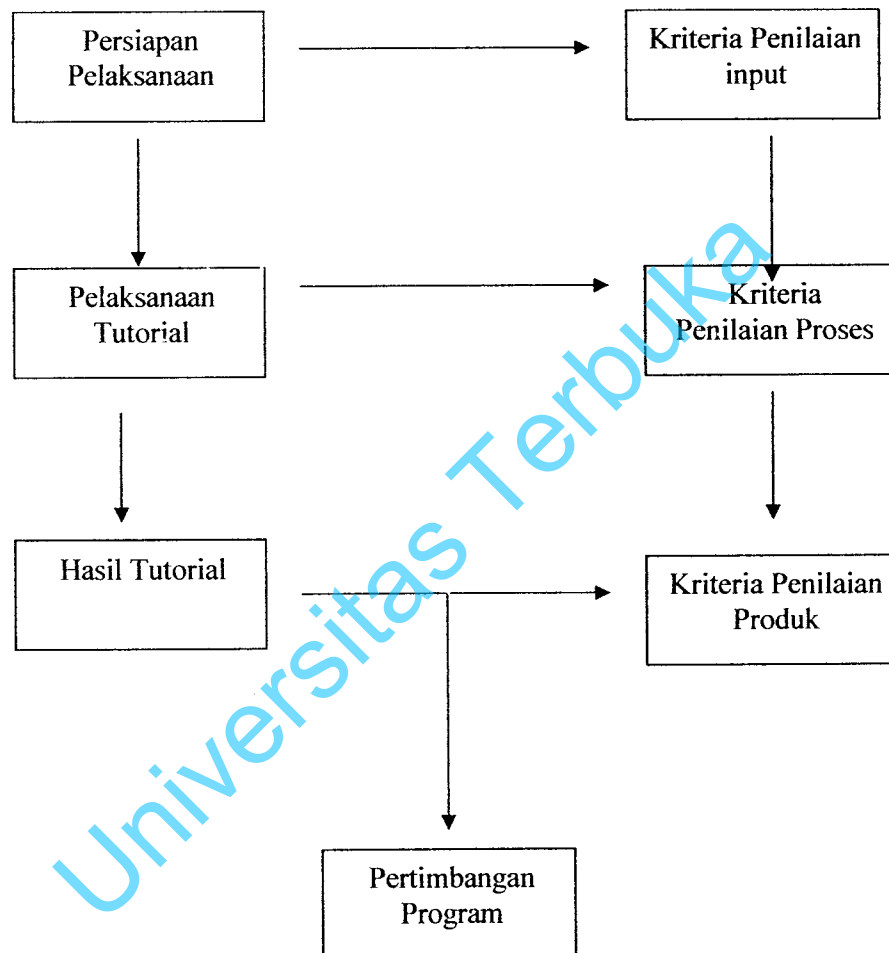 Persiapan
Pelaksanaan
Kriteria Penilaian
input
Pelaksanaan
Tutorial
Kriteria
Penilaian Proses
Hasil Tutorial
Kriteria Penilaian
Produk
Pertimbangan
Program
Universitas Terbuka